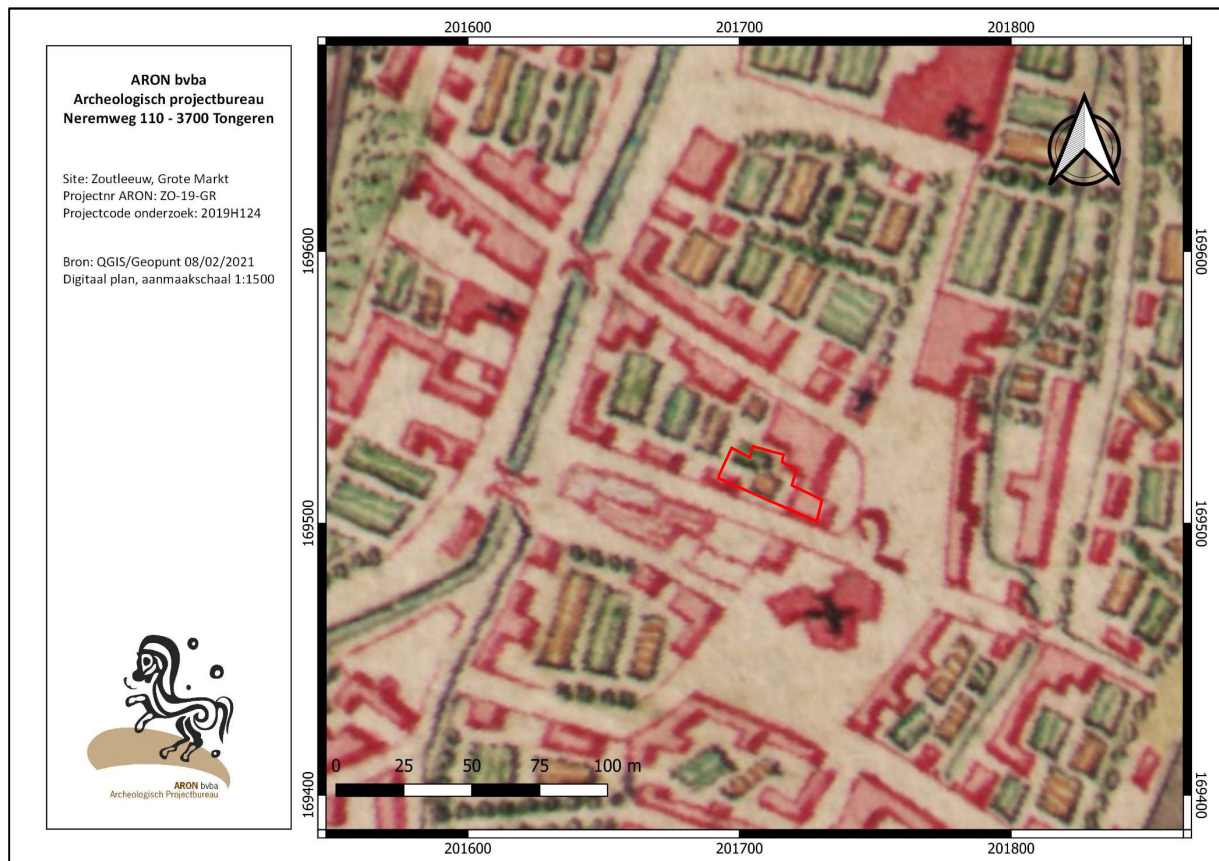 ARON bvba
Archeologisch projectbureau
Neremweg 110 - 3700 Tongeren
Site: Zoutleeuw, Grote Markt
Projectnr ARON: ZO-19-GR
Projectcode onderzoek: 2019H124
Bron: QGIS/Geopunt 08/02/2021
Digitaal plan, aanmaakschaal 1:1500
ARON bvba
Archeologisch Projectbureau
201600
201700
201800
169600
169500
169400
169600
169500
169400
0 25 50 75 100 m
201600
201700
201800